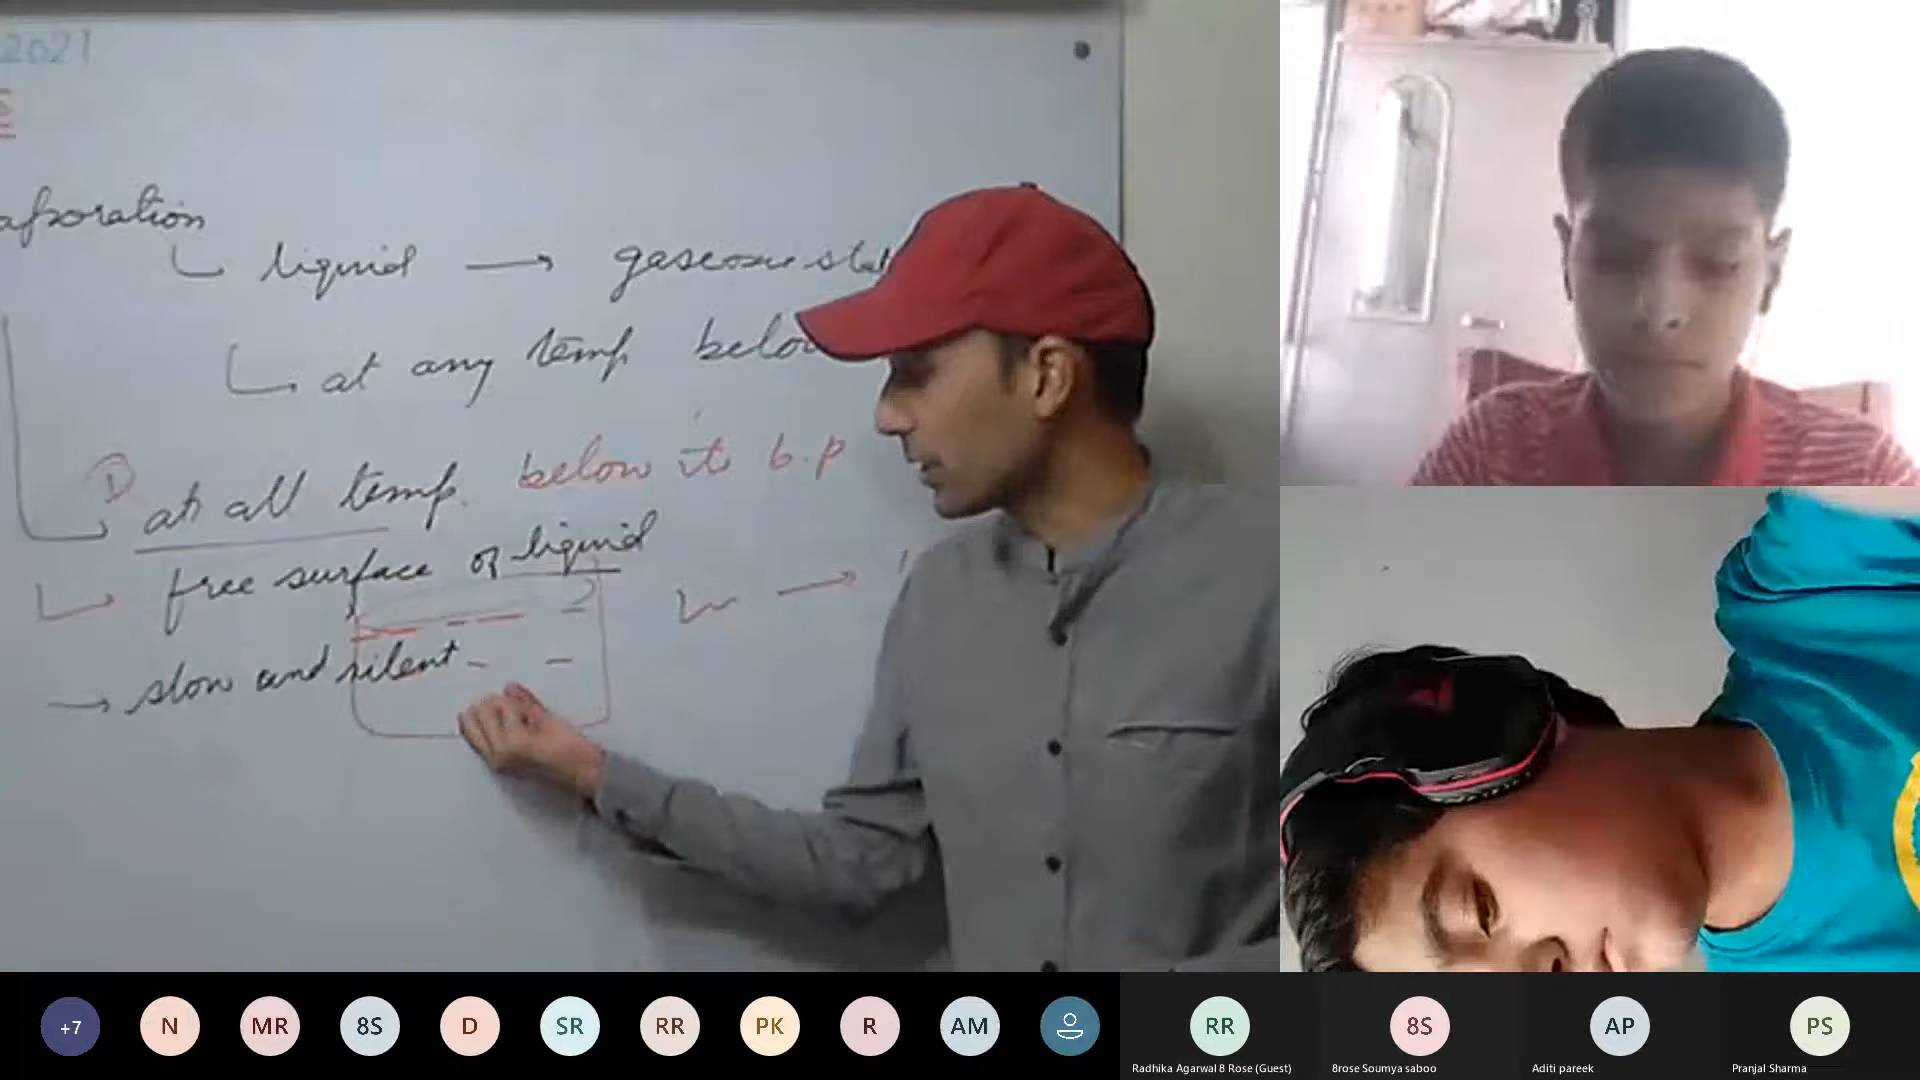 2021
aporation
liquid → gaseous stat
at any temp below
① at all temp. below its b.p
free surface of liquid
→ slow and silent
+7 N MR 8S D SR RR PK R AM RR 8S AP PS
Radhika Agarwal 8 Rose (Guest) 8rose Soumya saboo Aditi pareek Pranjal Sharma